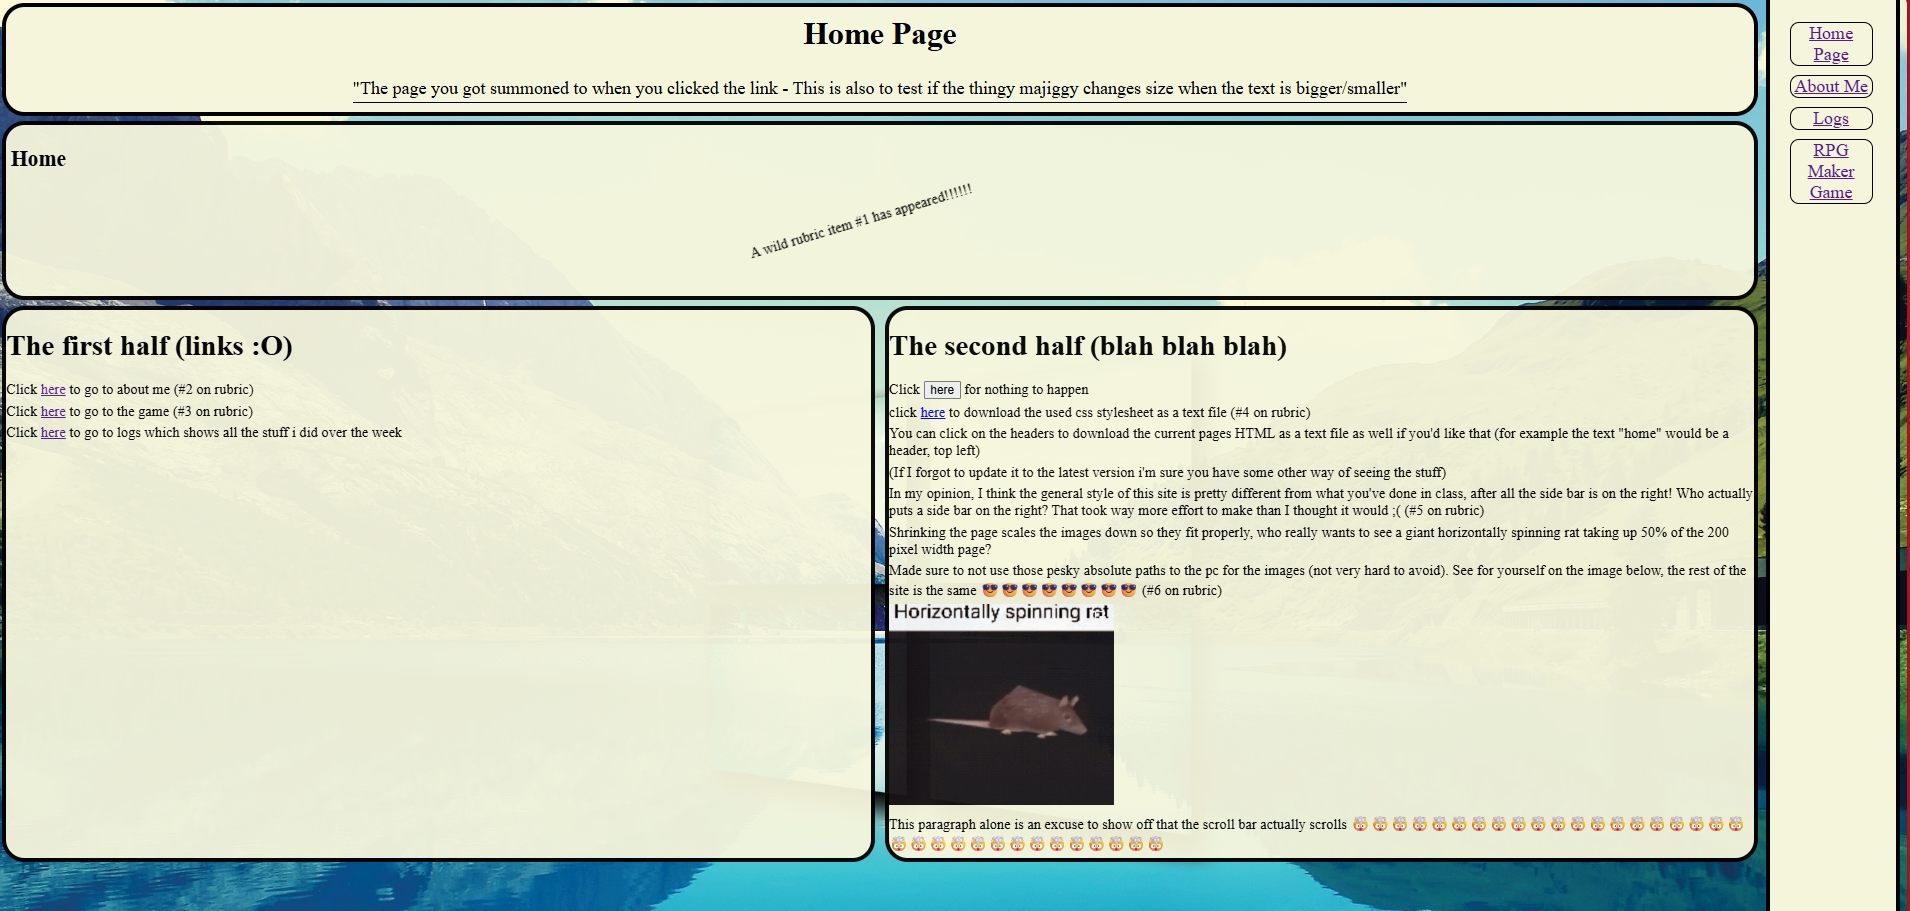 Home Page
"The page you got summoned to when you clicked the link - This is also to test if the thingy majiggy changes size when the text is bigger/smaller"
Home
A wild rubric item #1 has appeared!!!!!!
The first half (links :O)
Click here to go to about me (#2 on rubric)
Click here to go to the game (#3 on rubric)
Click here to go to logs which shows all the stuff i did over the week
The second half (blah blah blah)
Click here for nothing to happen
click here to download the used css stylesheet as a text file (#4 on rubric)
You can click on the headers to download the current pages HTML as a text file as well if you'd like that (for example the text "home" would be a
header, top left)
(If I forgot to update it to the latest version i'm sure you have some other way of seeing the stuff)
In my opinion, I think the general style of this site is pretty different from what you've done in class, after all the side bar is on the right! Who actually
puts a side bar on the right? That took way more effort to make than I thought it would ;( (#5 on rubric)
Shrinking the page scales the images down so they fit properly, who really wants to see a giant horizontally spinning rat taking up 50% of the 200
pixel width page?
Made sure to not use those pesky absolute paths to the pc for the images (not very hard to avoid). See for yourself on the image below, the rest of the
site is the same 😎 😎 😎 😎 😎 😎 😎 😎 (#6 on rubric)
Horizontally spinning rat
This paragraph alone is an excuse to show off that the scroll bar actually scrolls 🤯 🤯 🤯 🤯 🤯 🤯 🤯 🤯 🤯 🤯 🤯 🤯 🤯 🤯 🤯 🤯 🤯 🤯 🤯 🤯
🤯 🤯 🤯 🤯 🤯 🤯 🤯 🤯 🤯 🤯 🤯 🤯 🤯 🤯
Home
Page
About Me
Logs
RPG
Maker
Game